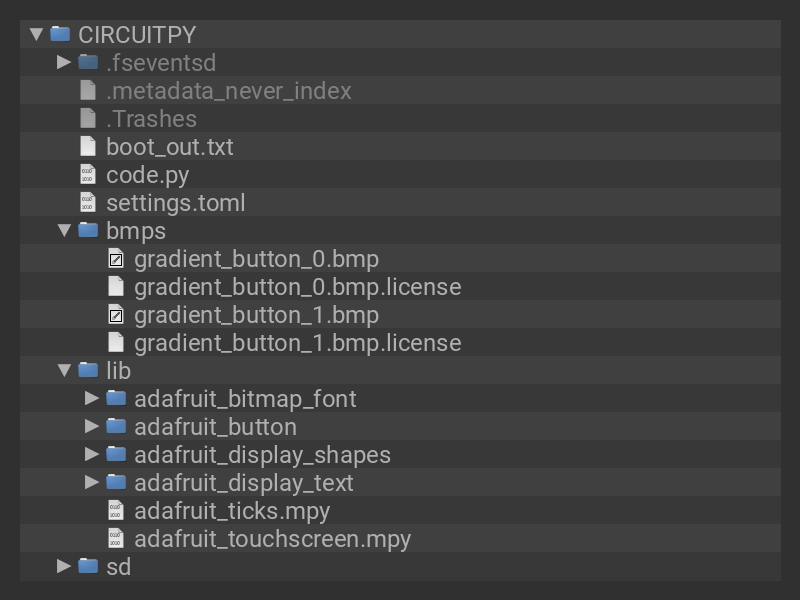 CIRCUITPY
.fseventsd
.metadata_never_index
.Trashes
boot_out.txt
code.py
settings.toml
bmps
gradient_button_0.bmp
gradient_button_0.bmp.license
gradient_button_1.bmp
gradient_button_1.bmp.license
lib
adafruit_bitmap_font
adafruit_button
adafruit_display_shapes
adafruit_display_text
adafruit_ticks.mpy
adafruit_touchscreen.mpy
sd